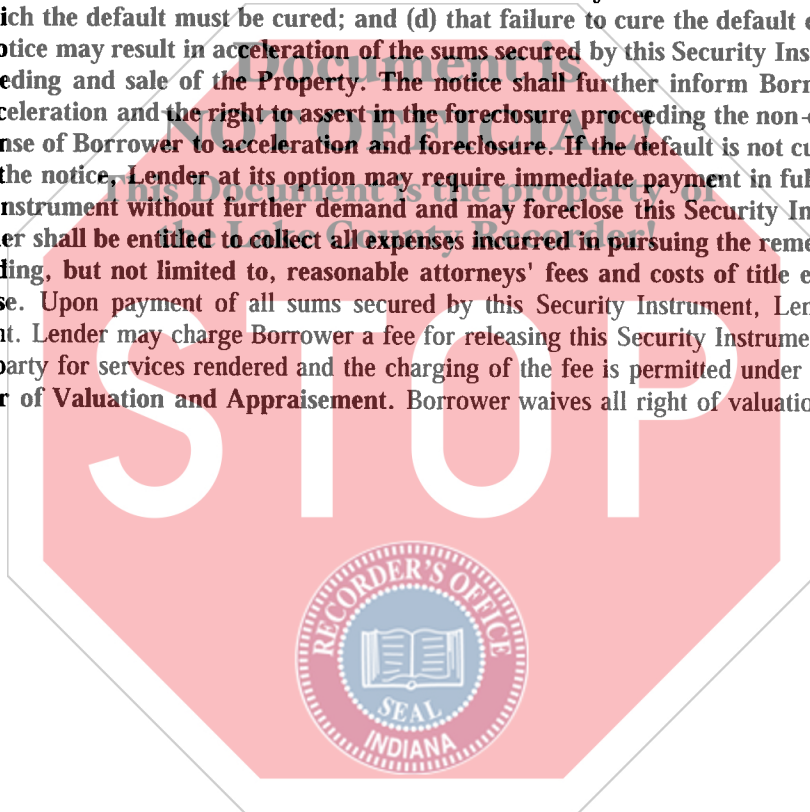 ich the default must be cured; and (d) that failure to cure the default
otice may result in acceleration of the sums secured by this Security Ins
eding and sale of the Property. The notice shall further inform Borr
celeration and the right to assert in the foreclosure proceeding the non-
nse of Borrower to acceleration and foreclosure. If the default is not cu
the notice, Lender at its option may require immediate payment in ful
nstrument without further demand and may foreclose this Security In
er shall be entitled to collect all expenses incurred in pursuing the reme
ding, but not limited to, reasonable attorneys' fees and costs of title e
se. Upon payment of all sums secured by this Security Instrument, Len
nt. Lender may charge Borrower a fee for releasing this Security Instrume
party for services rendered and the charging of the fee is permitted under
r of Valuation and Appraisement. Borrower waives all right of valuatio
Document is
NOT OFFICIAL!
This Document is the property of
the Lake County Recorder!
STOP
RECORDER'S OFFICE
SEAL
INDIANA